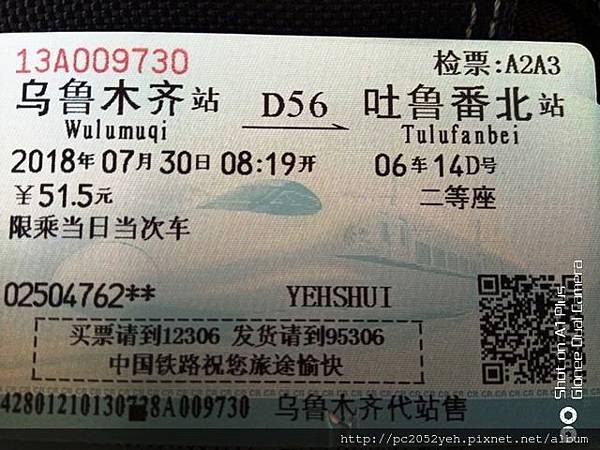 13A009730
检票:A2A3
乌鲁木齐站 D56 吐鲁番北站
Wulumuqi Tulufanbei
2018年07月30日08:19开 06车14D号
￥51.5元 二等座
限乘当日当次车
02504762** YEHSHUI
买票请到12306 发货请到95306
中国铁路祝您旅途愉快
8A009730 乌鲁木齐代站售
Shot on A1 Plus
Gionee Dual Camera
http://pc2052yeh.pixnet.net/album